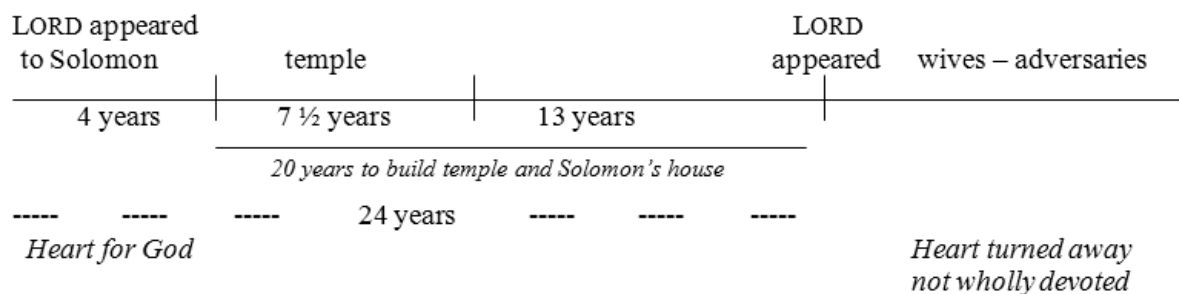 LORD appeared
to Solomon
temple
LORD
appeared
wives – adversaries
4 years
7 ½ years
13 years
20 years to build temple and Solomon's house
----- ----- ----- 24 years ----- ----- -----
Heart for God
Heart turned away
not wholly devoted